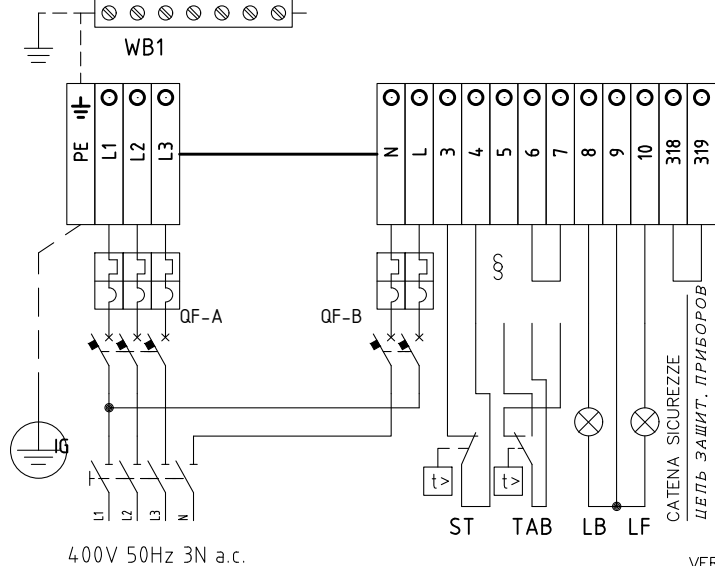 WB1
PE L1 L2 L3 N L 3 4 5 6 7 8 9 10 318 319
§
QF-A QF-B
IG
t> t>
CATENA SICUREZZE
ЦЕПЬ ЗАЩИТ. ПРИБОРОВ
L1 L2 L3 N
ST TAB LB LF
400V 50Hz 3N a.c.
VER